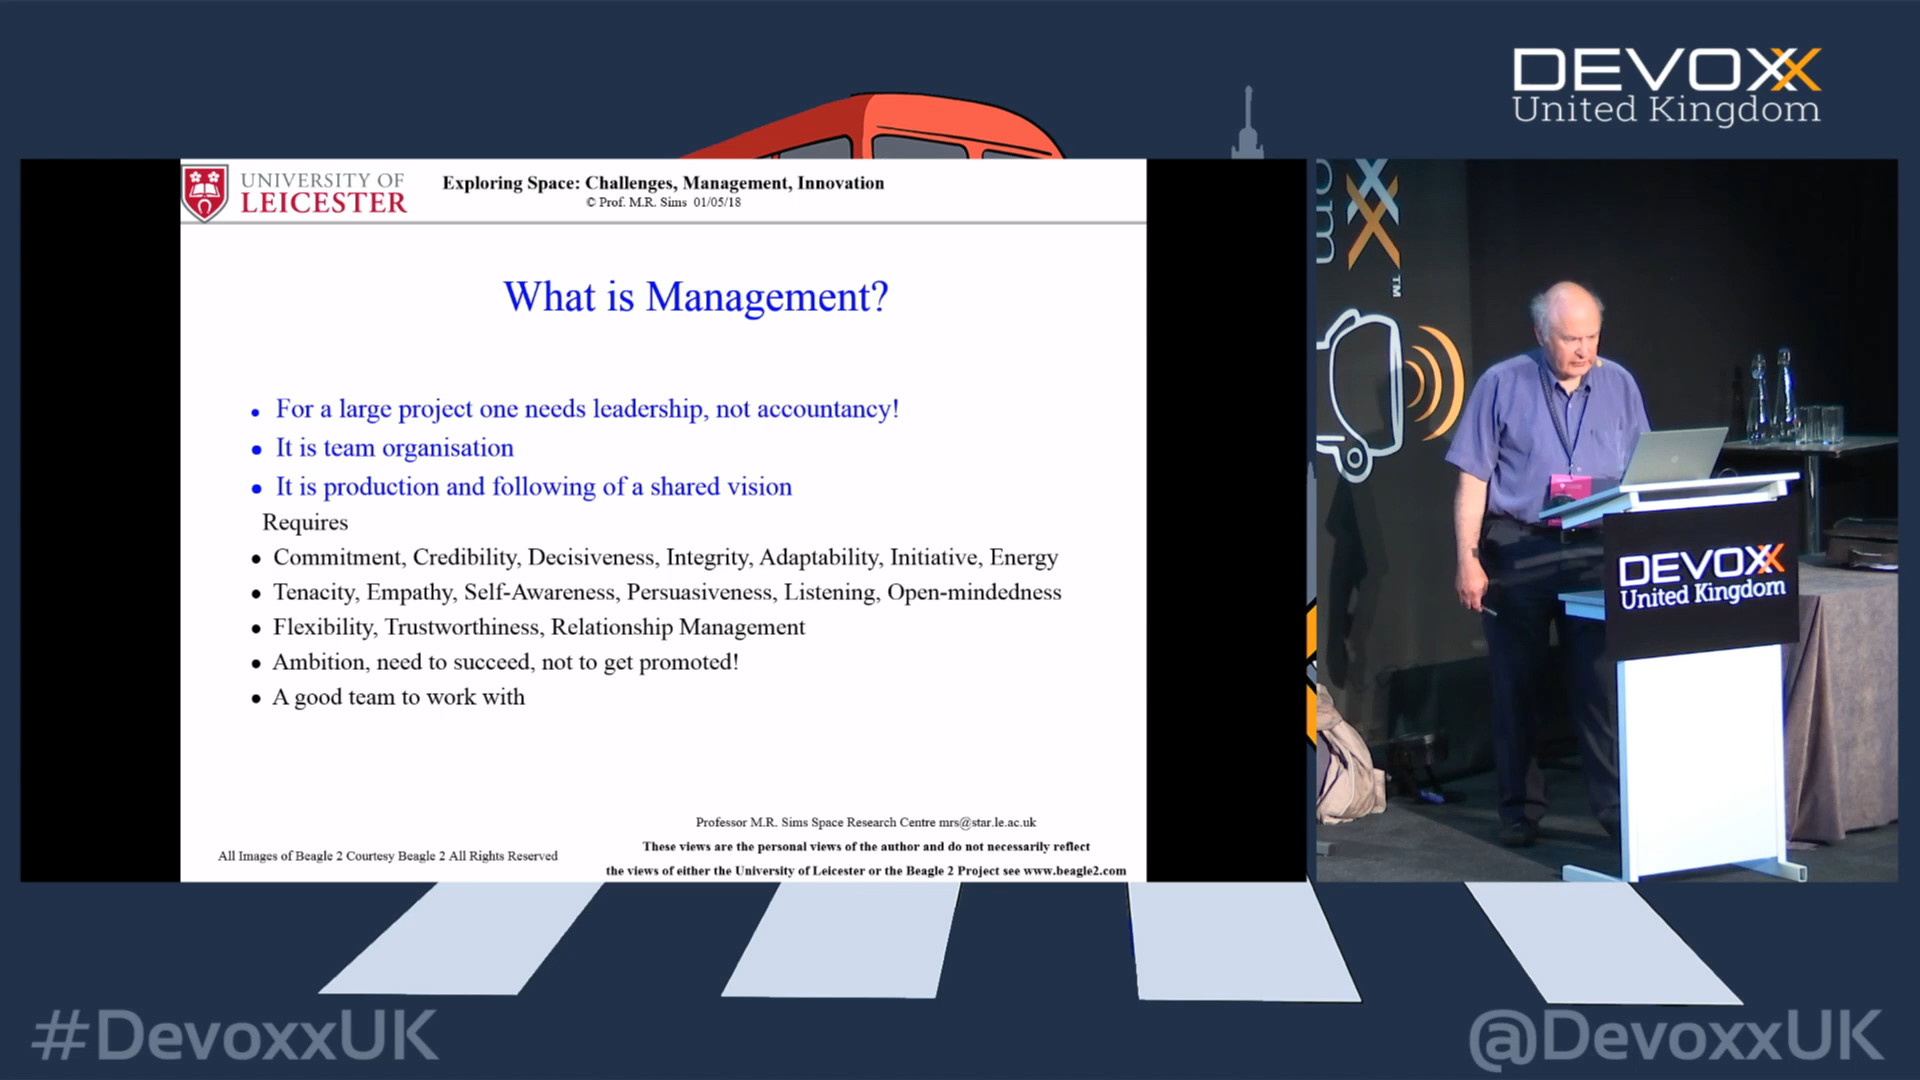 DEVOXX
United Kingdom
UNIVERSITY OF
LEICESTER
Exploring Space: Challenges, Management, Innovation
© Prof. M.R. Sims 01/05/18
What is Management?
• For a large project one needs leadership, not accountancy!
• It is team organisation
• It is production and following of a shared vision
Requires
• Commitment, Credibility, Decisiveness, Integrity, Adaptability, Initiative, Energy
• Tenacity, Empathy, Self-Awareness, Persuasiveness, Listening, Open-mindedness
• Flexibility, Trustworthiness, Relationship Management
• Ambition, need to succeed, not to get promoted!
• A good team to work with
Professor M.R. Sims Space Research Centre mrs@star.le.ac.uk
These views are the personal views of the author and do not necessarily reflect
the views of either the University of Leicester or the Beagle 2 Project see www.beagle2.com
All Images of Beagle 2 Courtesy Beagle 2 All Rights Reserved
TM
DEVOXX
United Kingdom
#DevoxxUK
@DevoxxUK